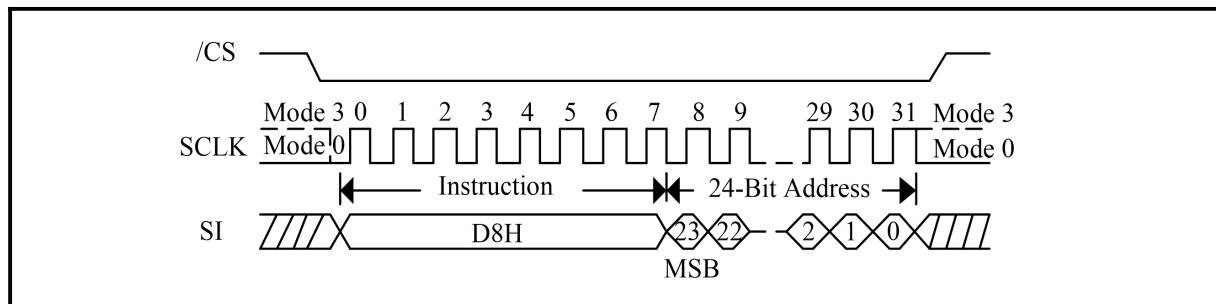 /CS
Mode 3 0 1 2 3 4 5 6 7 8 9 29 30 31 Mode 3
SCLK Mode 0 Mode 0
Instruction 24-Bit Address
SI D8H 23 22 2 1 0
MSB